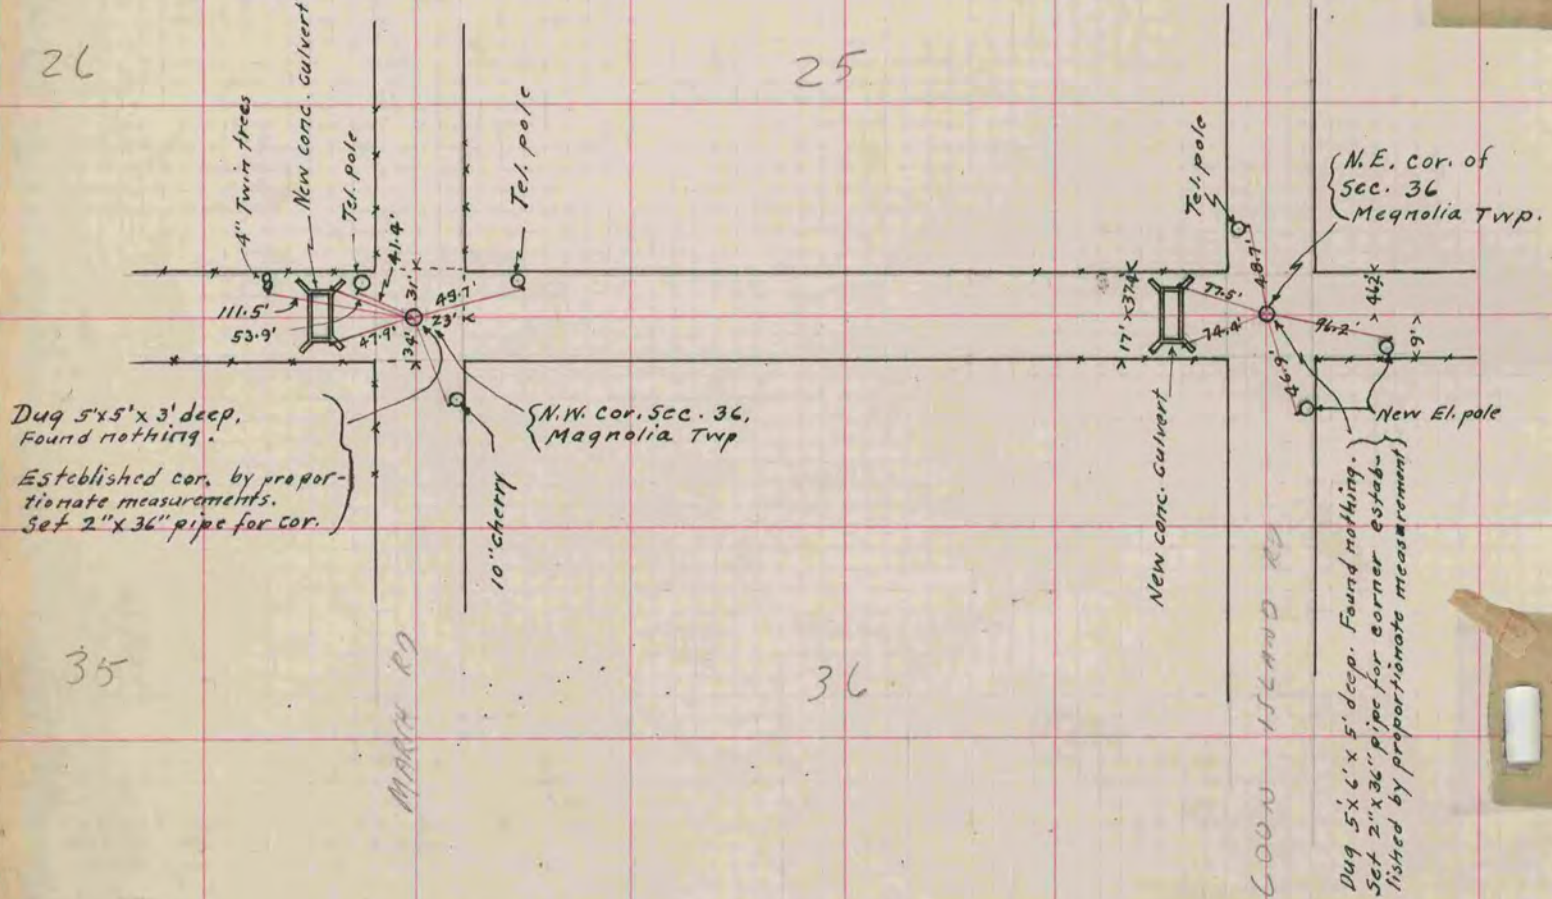 26
25
4" Twin trees
New conc. culvert
Tel. pole
41.4'
31'
Tel. pole
49.7'
23'
111.5'
53.9'
47.9'
34'
Dug 5'x5'x 3' deep.
Found nothing.
Established cor. by propor-
tionate measurements.
Set 2"x 36" pipe for cor.
N.W. cor. Sec. 36,
Magnolia Twp
10" cherry
Tel. pole
48.7'
N.E. cor. of
Sec. 36
Megnolia Twp.
77.5'
74.4'
17'
96.2'
9'
46.9'
New El. pole
New conc. culvert
Dug 5'x 6' x 5' deep. Found nothing.
Set 2"x36" pipe for corner estab-
lished by proportionate measurement
35
36
MARSH RD
COON ISLAND RD